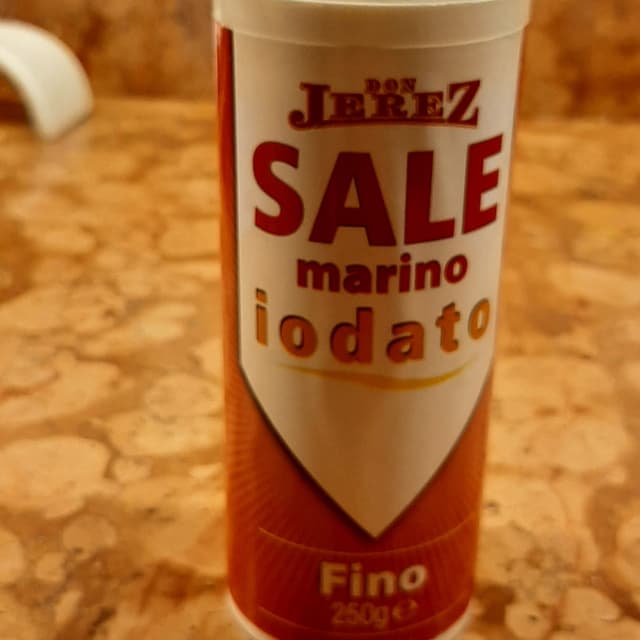 DON
JEREZ
SALE
marino
iodato
Fino
250g ℮